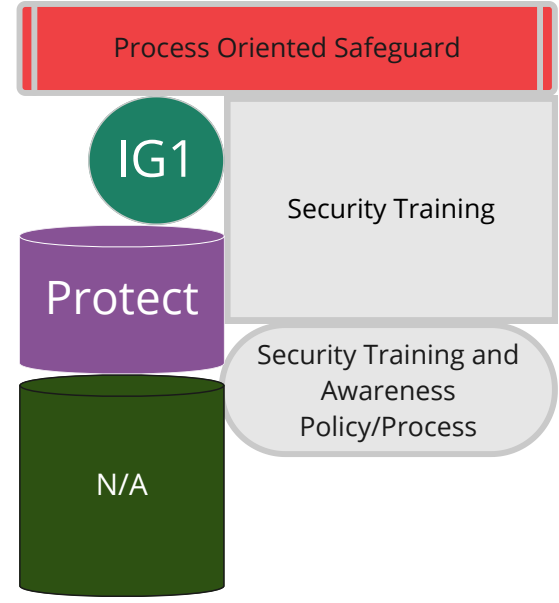 Process Oriented Safeguard
IG1
Security Training
Protect
Security Training and
Awareness
Policy/Process
N/A